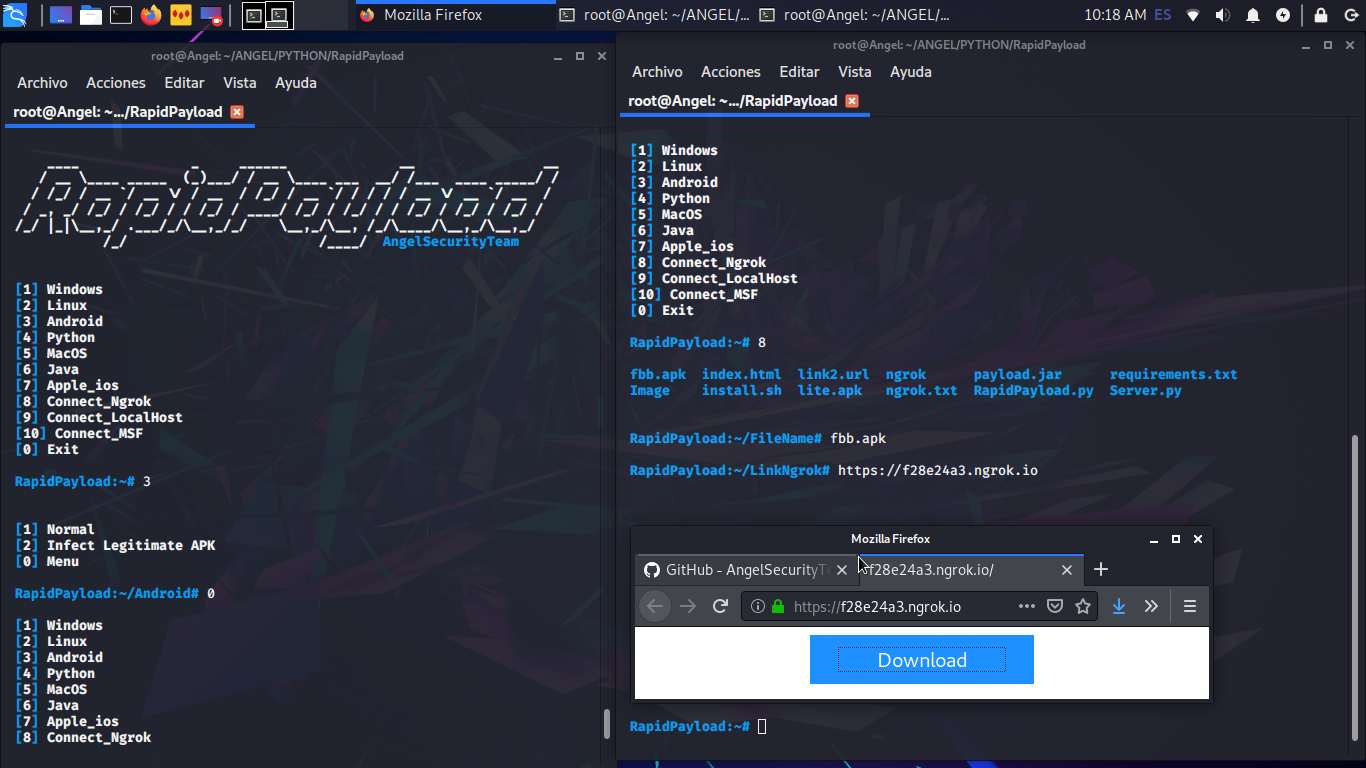 Mozilla Firefox
root@Angel: ~/ANGEL/...
root@Angel: ~/ANGEL/...
10:18 AM ES
root@Angel: ~/ANGEL/PYTHON/RapidPayload
Archivo Acciones Editar Vista Ayuda
root@Angel: ~.../RapidPayload
RapidPayload
AngelSecurityTeam
[1] Windows
[2] Linux
[3] Android
[4] Python
[5] MacOS
[6] Java
[7] Apple_ios
[8] Connect_Ngrok
[9] Connect_LocalHost
[10] Connect_MSF
[0] Exit
RapidPayload:~# 3
[1] Normal
[2] Infect Legitimate APK
[0] Menu
RapidPayload:~/Android# 0
[1] Windows
[2] Linux
[3] Android
[4] Python
[5] MacOS
[6] Java
[7] Apple_ios
[8] Connect_Ngrok
root@Angel: ~/ANGEL/PYTHON/RapidPayload
Archivo Acciones Editar Vista Ayuda
root@Angel: ~.../RapidPayload
[1] Windows
[2] Linux
[3] Android
[4] Python
[5] MacOS
[6] Java
[7] Apple_ios
[8] Connect_Ngrok
[9] Connect_LocalHost
[10] Connect_MSF
[0] Exit
RapidPayload:~# 8
fbb.apk index.html link2.url ngrok payload.jar requirements.txt
Image install.sh lite.apk ngrok.txt RapidPayload.py Server.py
RapidPayload:~/FileName# fbb.apk
RapidPayload:~/LinkNgrok# https://f28e24a3.ngrok.io
Mozilla Firefox
GitHub - AngelSecurityTe
f28e24a3.ngrok.io/
https://f28e24a3.ngrok.io
Download
RapidPayload:~#